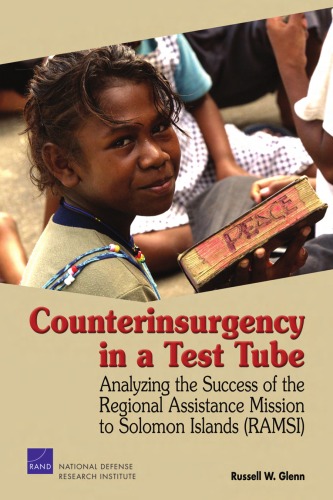 PEACE
Counterinsurgency
in a Test Tube
Analyzing the Success of the
Regional Assistance Mission
to Solomon Islands (RAMSI)
RAND
NATIONAL DEFENSE
RESEARCH INSTITUTE
Russell W. Glenn